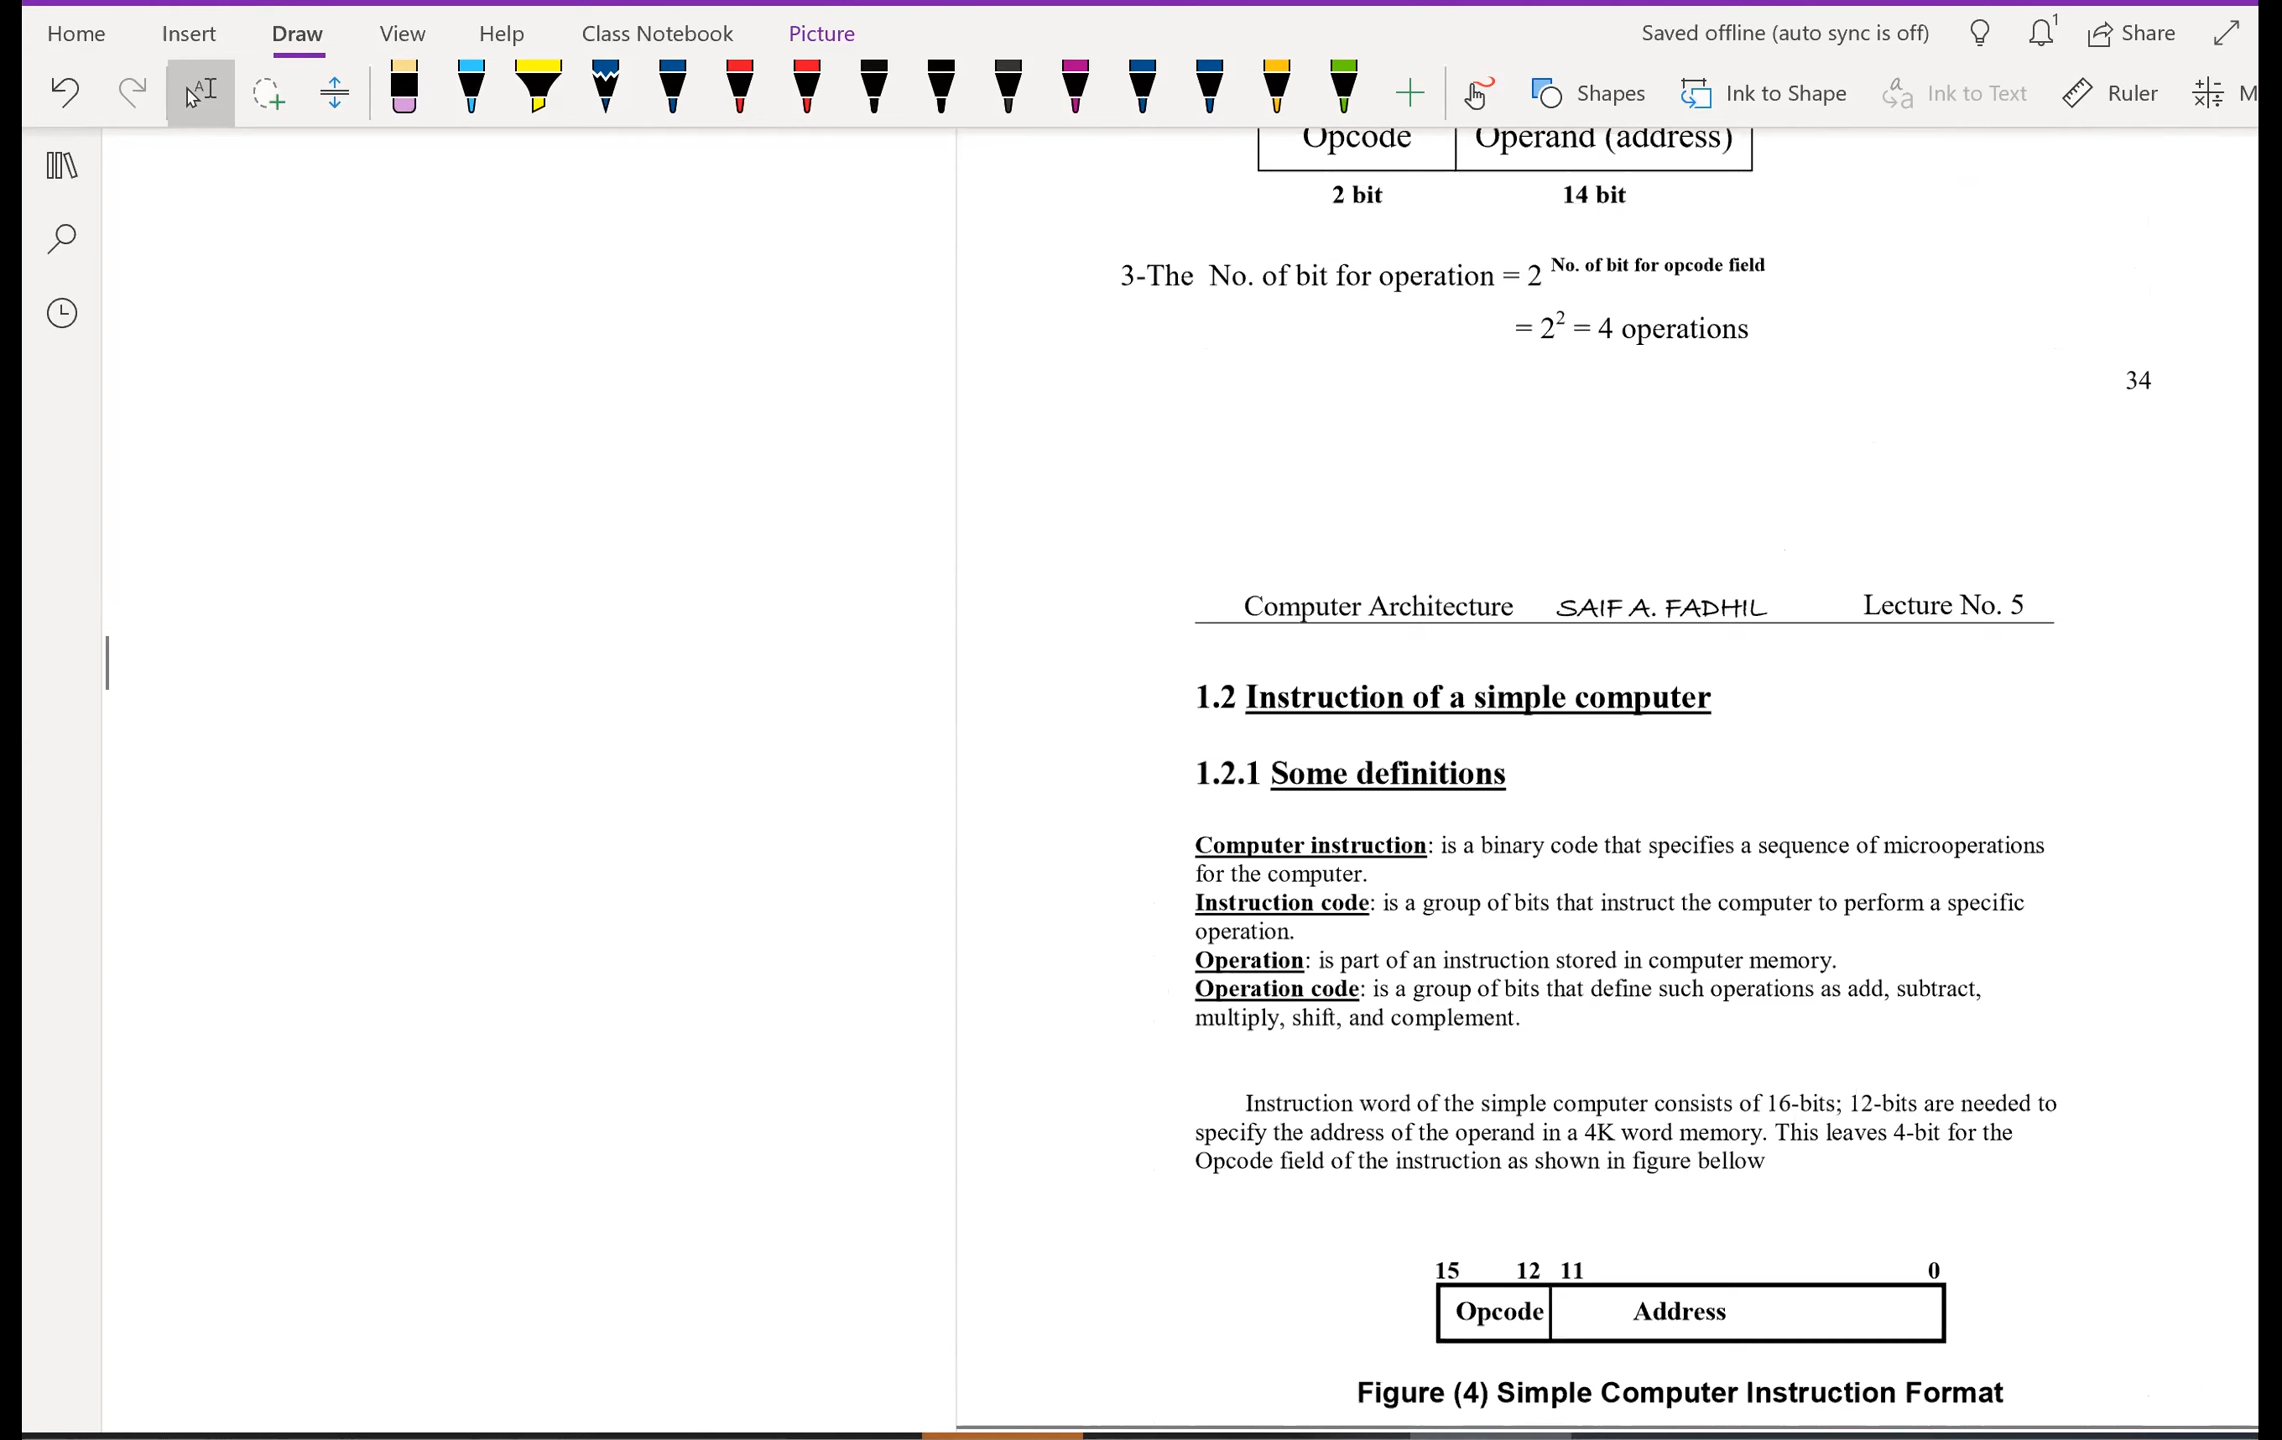 Home Insert Draw View Help Class Notebook Picture Saved offline (auto sync is off) 1 Share
Shapes Ink to Shape Ink to Text Ruler M
Opcode Operand (address)
2 bit 14 bit
3-The No. of bit for operation = 2 No. of bit for opcode field
= 2² = 4 operations
34
Computer Architecture SAIF A. FADHIL Lecture No. 5
1.2 Instruction of a simple computer
1.2.1 Some definitions
Computer instruction: is a binary code that specifies a sequence of microoperations
for the computer.
Instruction code: is a group of bits that instruct the computer to perform a specific
operation.
Operation: is part of an instruction stored in computer memory.
Operation code: is a group of bits that define such operations as add, subtract,
multiply, shift, and complement.
Instruction word of the simple computer consists of 16-bits; 12-bits are needed to
specify the address of the operand in a 4K word memory. This leaves 4-bit for the
Opcode field of the instruction as shown in figure bellow
15 12 11 0
Opcode Address
Figure (4) Simple Computer Instruction Format